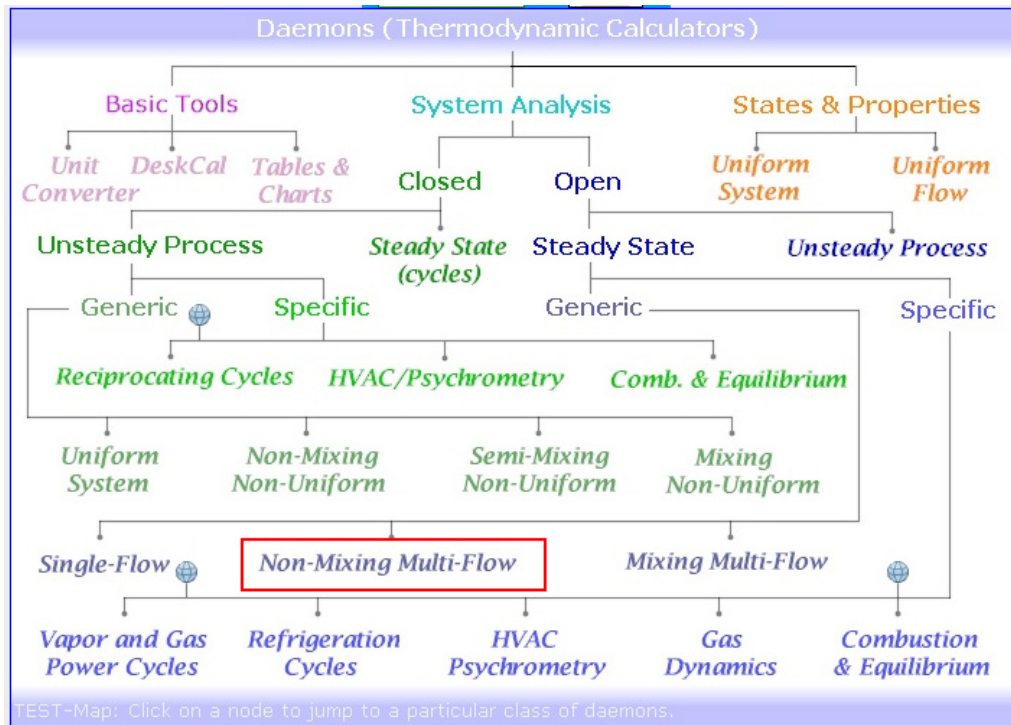 Daemons (Thermodynamic Calculators)
Basic Tools
System Analysis
States & Properties
Unit
Converter
DeskCal
Tables &
Charts
Closed
Open
Uniform
System
Uniform
Flow
Unsteady Process
Steady State
(cycles)
Steady State
Unsteady Process
Generic
Specific
Generic
Specific
Reciprocating Cycles
HVAC/Psychrometry
Comb. & Equilibrium
Uniform
System
Non-Mixing
Non-Uniform
Semi-Mixing
Non-Uniform
Mixing
Non-Uniform
Single-Flow
Non-Mixing Multi-Flow
Mixing Multi-Flow
Vapor and Gas
Power Cycles
Refrigeration
Cycles
HVAC
Psychrometry
Gas
Dynamics
Combustion
& Equilibrium
TEST-Map: Click on a node to jump to a particular class of daemons.